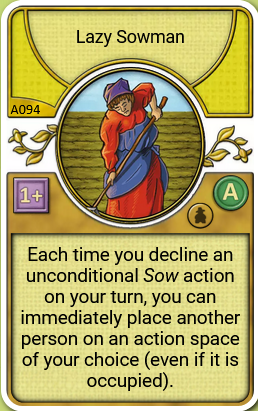 Lazy Sowman
A094
1+
A
Each time you decline an
unconditional Sow action
on your turn, you can
immediately place another
person on an action space
of your choice (even if it is
occupied).